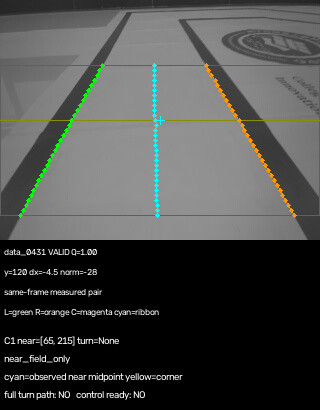 Innovation
data_0431 VALID Q=1.00
y=120 dx=-4.5 norm=-28
same-frame measured pair
L=green R=orange C=magenta cyan=ribbon
C1 near=[65, 215] turn=None
near_field_only
cyan=observed near midpoint yellow=corner
full turn path: NO control ready: NO